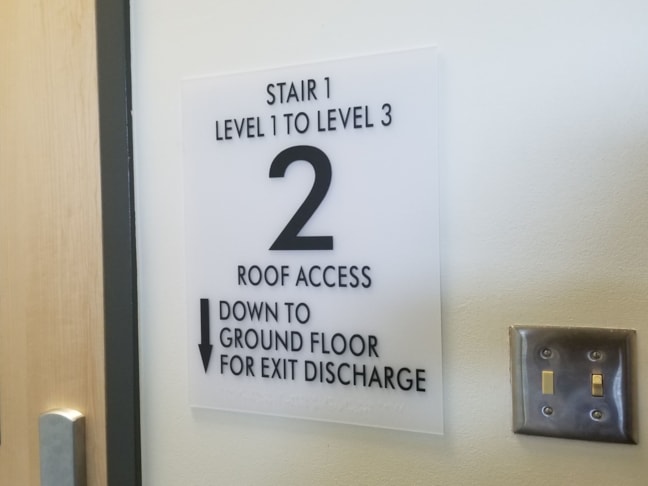 STAIR 1
LEVEL 1 TO LEVEL 3
2
ROOF ACCESS
DOWN TO
GROUND FLOOR
FOR EXIT DISCHARGE